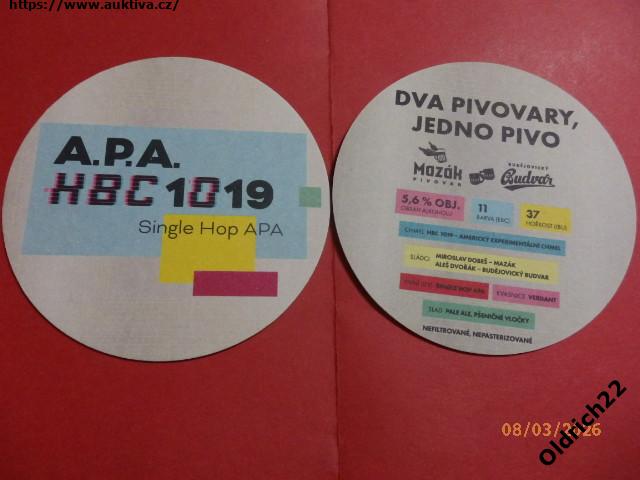 https://www.auktiva.cz/
A.P.A.
HBC 1019
Single Hop APA
DVA PIVOVARY,
JEDNO PIVO
Mazák
PIVOVAR
BUDĚJOVICKÝ
Budvar
5,6 % OBJ.
OBSAH ALKOHOLU
11
BARVA (EBC)
37
HOŘKOST (IBU)
CHMEL HBC 1019 – AMERICKÝ EXPERIMENTÁLNÍ CHMEL
SLÁDCI MIROSLAV DOBEŠ – MAZÁK
ALEŠ DVOŘÁK – BUDĚJOVICKÝ BUDVAR
SINGLE HOP APA
KVASNICE VERDANT
SLAD PALE ALE, PŠENIČNÉ VLOČKY
NEFILTROVANÉ, NEPASTERIZOVANÉ
08/03/2026
Oldrich22